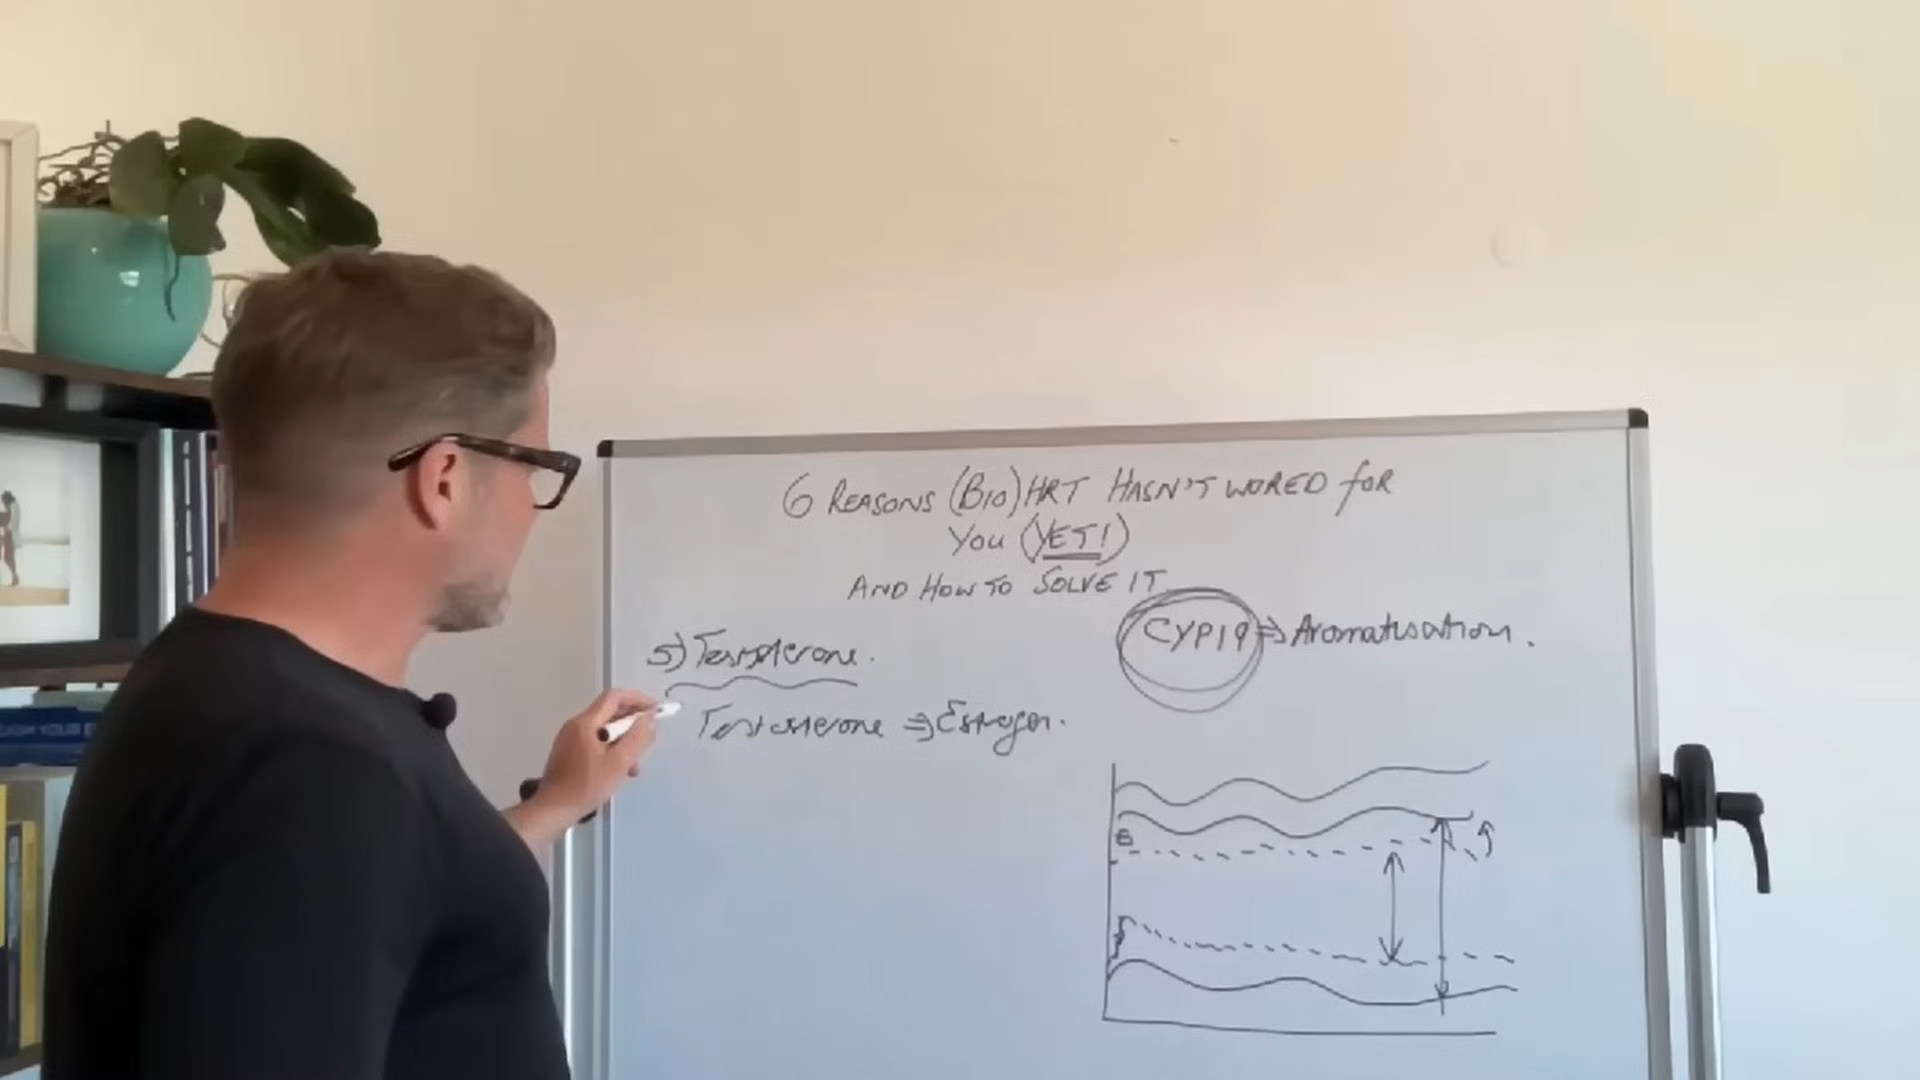 6 REASONS (BIO)HRT HASN'T WORED FOR
YOU (YET!)
AND HOW TO SOLVE IT
CYP19 ⇒ Aromatisation.
5) Testosterone.
Testosterone ⇒ Estrogen.
E